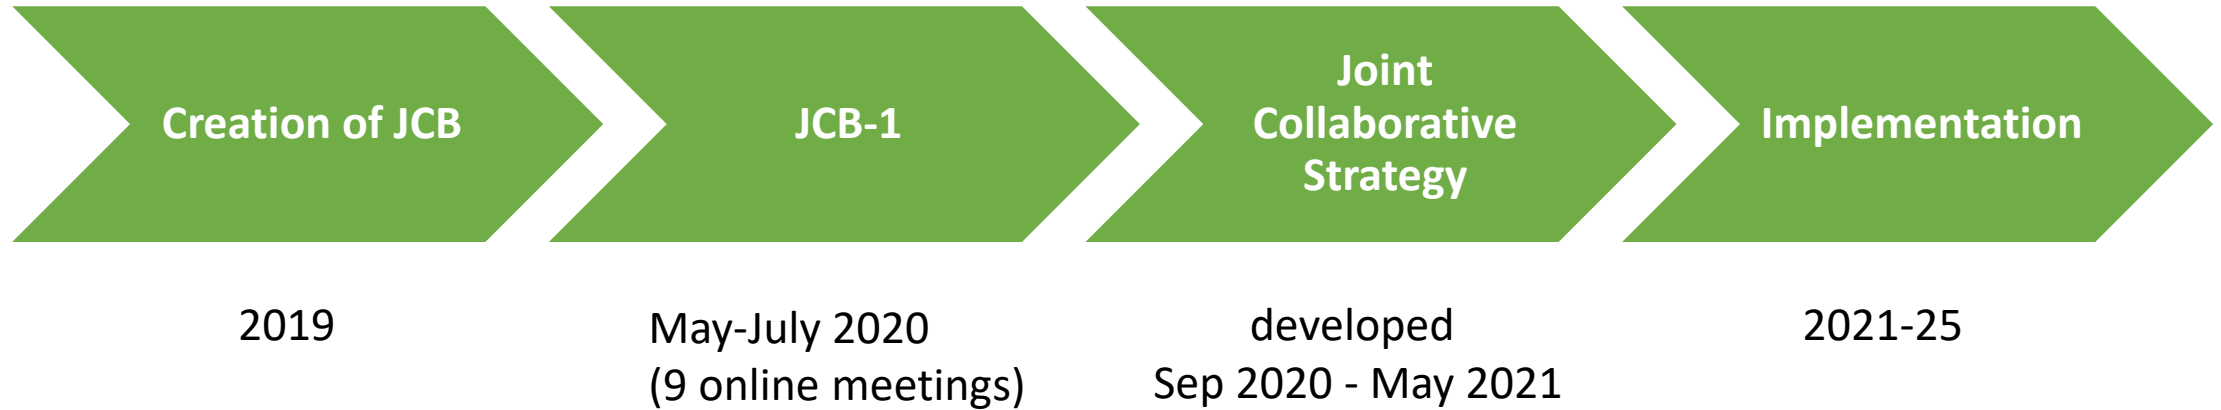 Creation of JCB
JCB-1
Joint
Collaborative
Strategy
Implementation
2019
May-July 2020
(9 online meetings)
developed
Sep 2020 - May 2021
2021-25